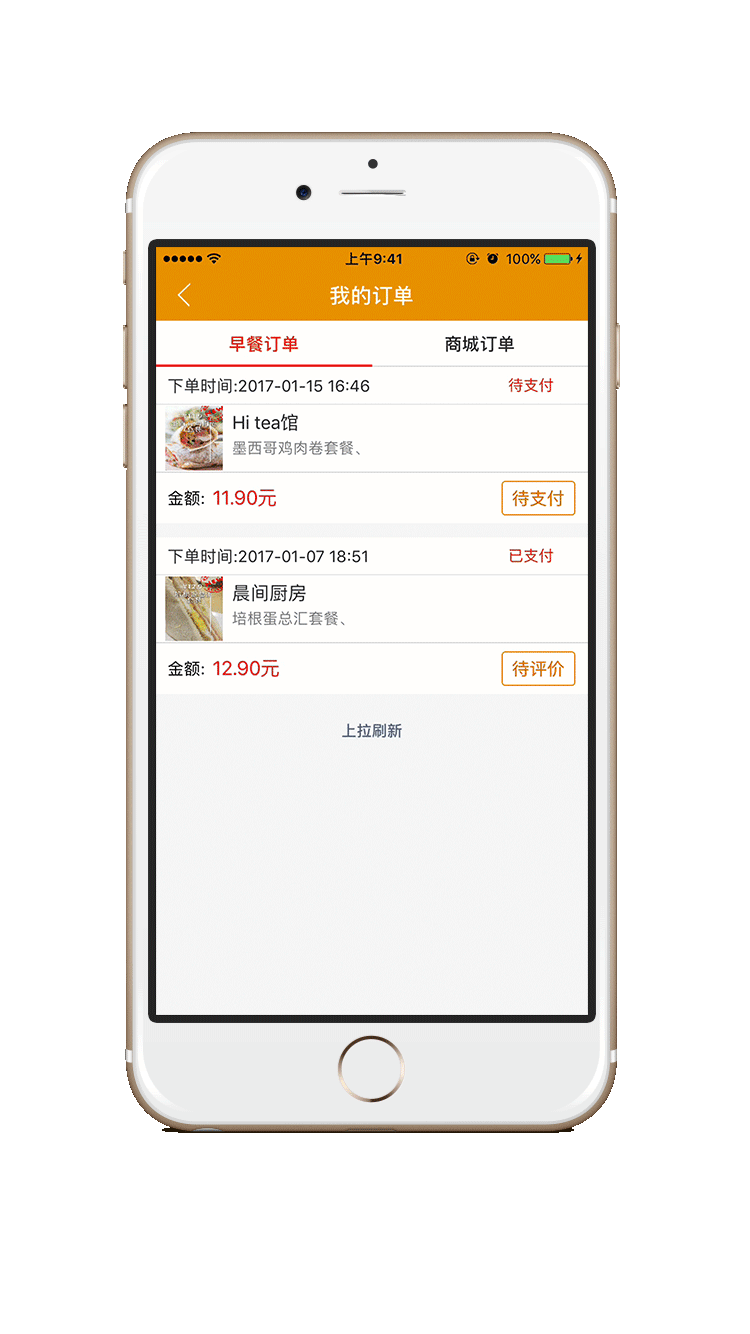 上午9:41
100%
我的订单
早餐订单
商城订单
下单时间:2017-01-15 16:46
待支付
Hi tea馆
墨西哥鸡肉卷套餐、
金额: 11.90元
待支付
下单时间:2017-01-07 18:51
已支付
晨间厨房
培根蛋总汇套餐、
金额: 12.90元
待评价
上拉刷新